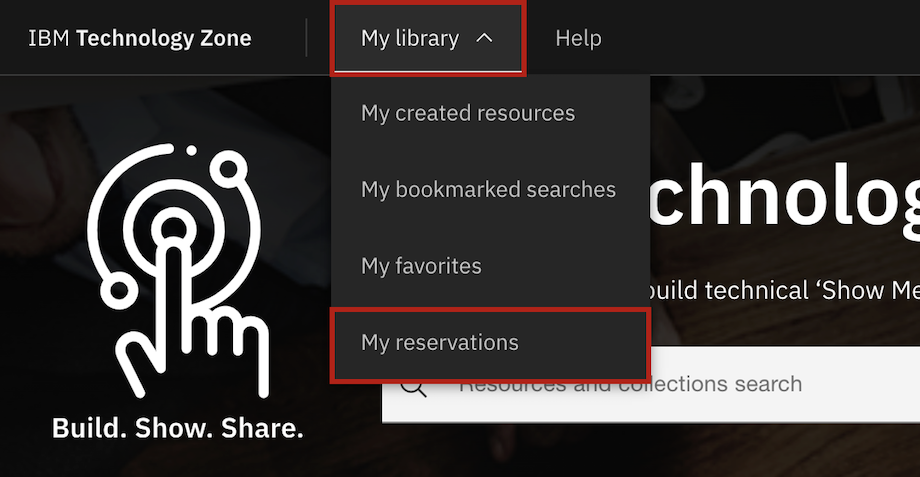 IBM Technology Zone
My library
Help
My created resources
My bookmarked searches
My favorites
My reservations
chnolog
build technical ‘Show Me
Resources and collections search
Build. Show. Share.